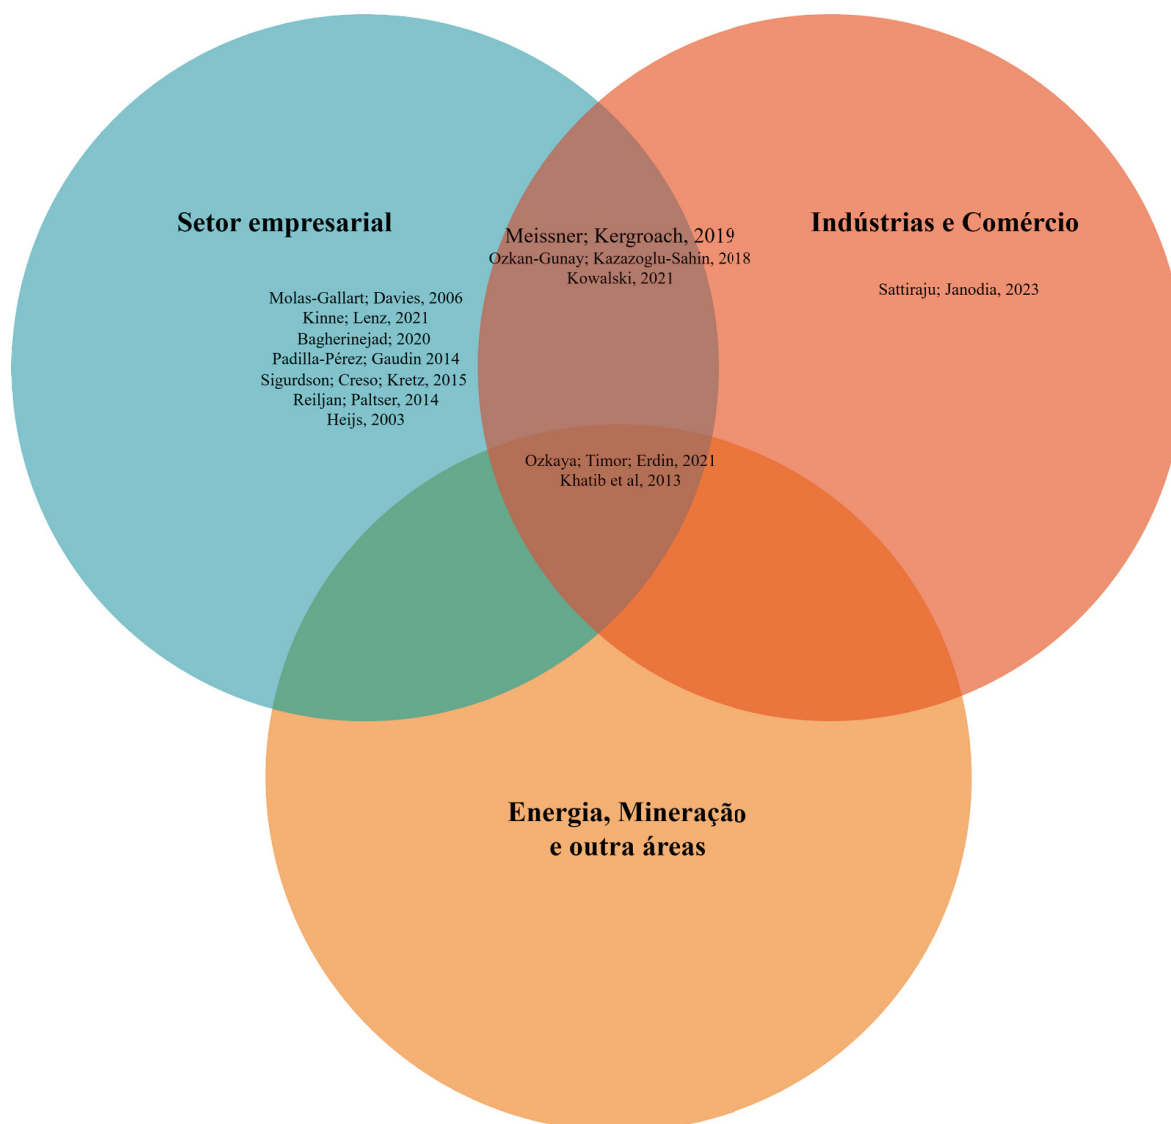 Setor empresarial
Molas-Gallart; Davies, 2006
Kinne; Lenz, 2021
Bagherinejad; 2020
Padilla-Pérez; Gaudin 2014
Sigurdson; Creso; Kretz, 2015
Reiljan; Paltser, 2014
Heijs, 2003
Meissner; Kergroach, 2019
Ozkan-Gunay; Kazazoglu-Sahin, 2018
Kowalski, 2021
Indústrias e Comércio
Sattiraju; Janodia, 2023
Ozkaya; Timor; Erdin, 2021
Khatib et al, 2013
Energia, Mineração
e outra áreas